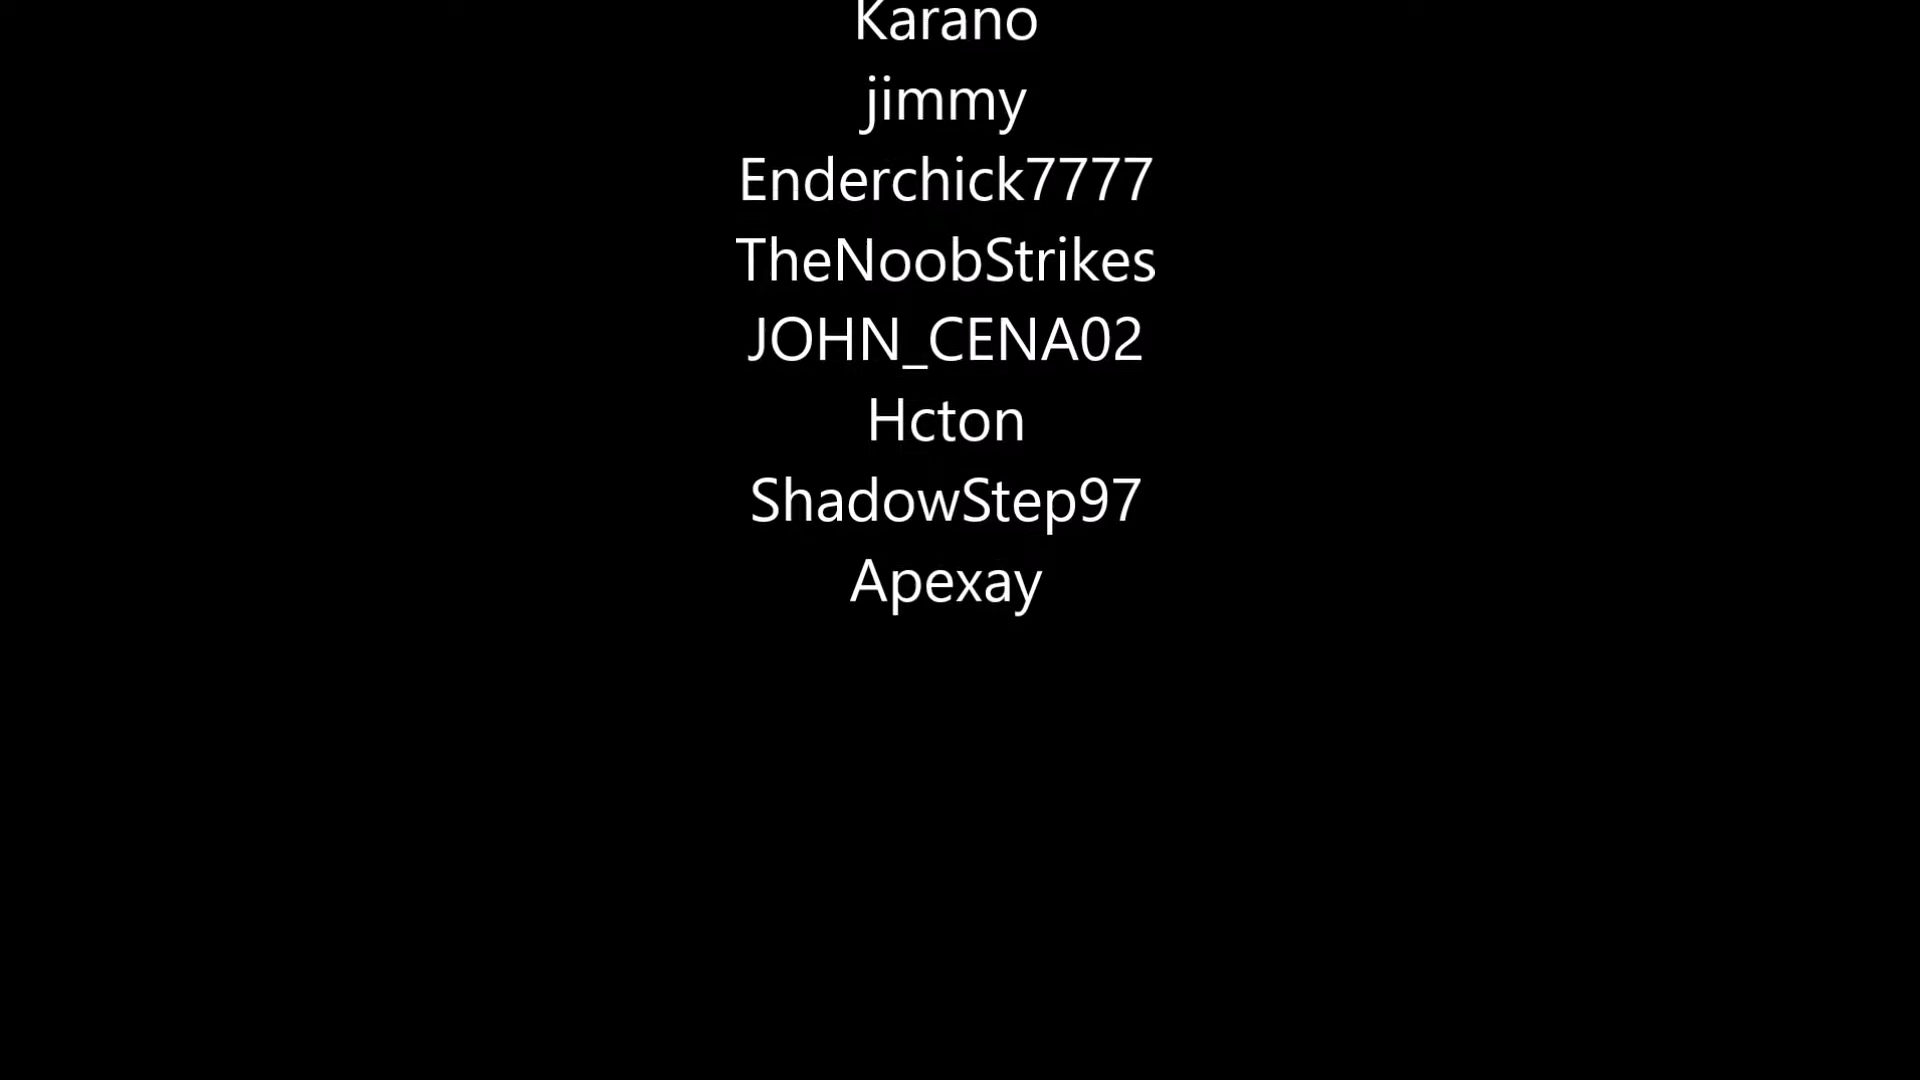 Karano
jimmy
Enderchick7777
TheNoobStrikes
JOHN_CENA02
Hcton
ShadowStep97
Apexay